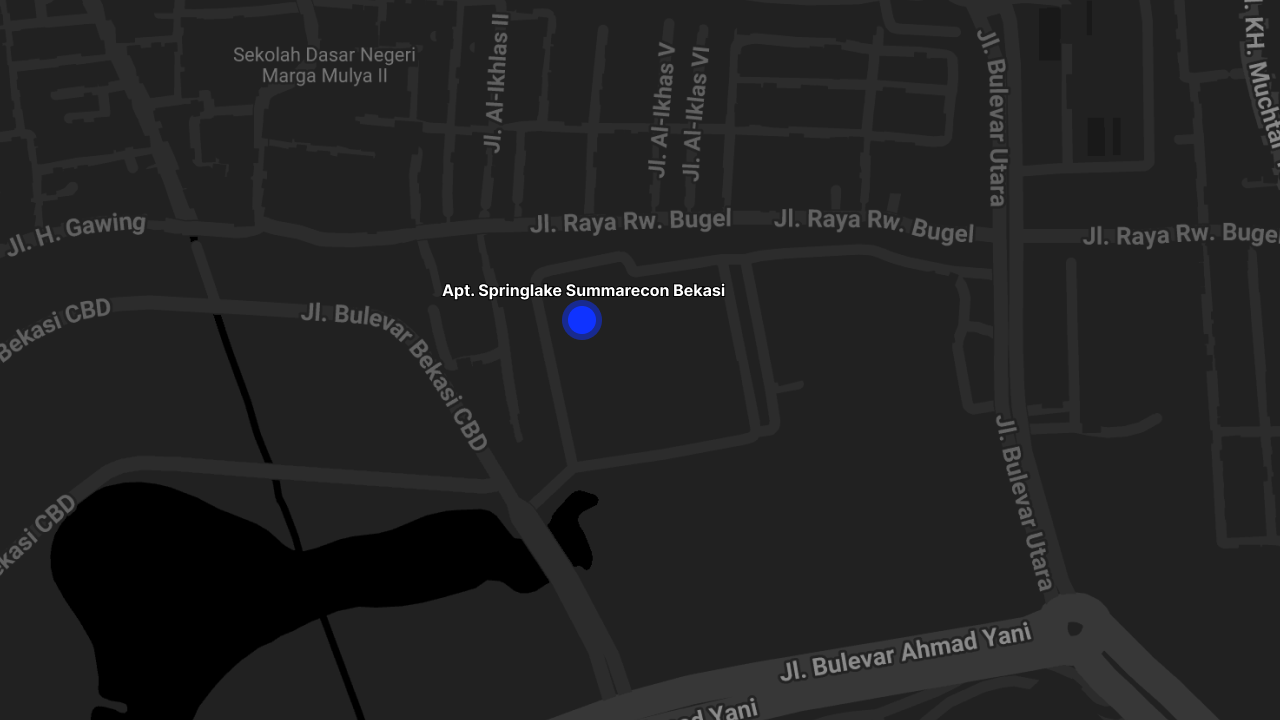 Sekolah Dasar Negeri
Marga Mulya II
Jl. Al-Ikhlas II
Jl. Al-Ikhas V
Jl. Al-Iklas VI
Jl. Bulevar Utara
KH. Muchtar
Jl. H. Gawing
Jl. Raya Rw. Bugel
Jl. Raya Rw. Bugel
Jl. Raya Rw. Bugel
Apt. Springlake Summarecon Bekasi
Bekasi CBD
Jl. Bulevar Bekasi CBD
Jl. Bulevar Utara
ekasi CBD
Jl. Bulevar Ahmad Yani
Yani